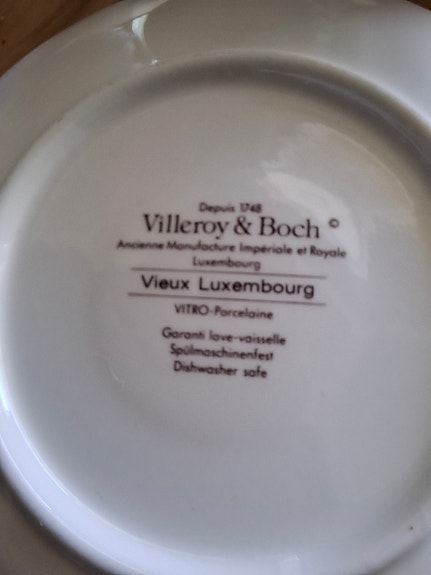 Depuis 1748
Villeroy & Boch ©
Ancienne Manufacture Impériale et Royale
Luxembourg
Vieux Luxembourg
VITRO-Porcelaine
Garanti lave-vaisselle
Spülmaschinenfest
Dishwasher safe